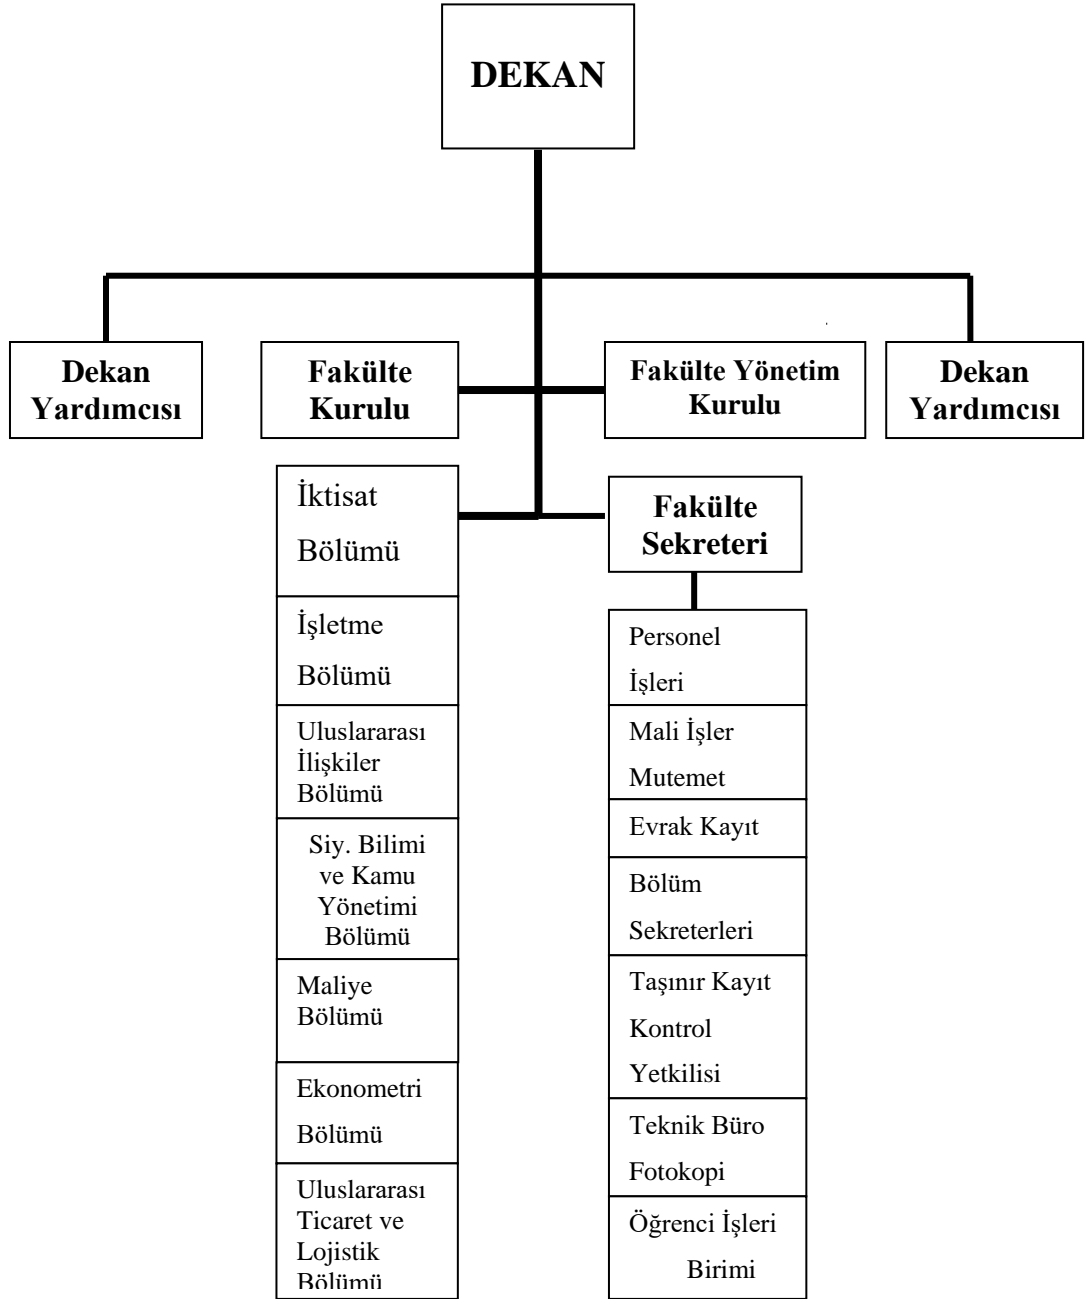 DEKAN
Dekan
Yardımcısı
Fakülte
Kurulu
Fakülte Yönetim
Kurulu
Dekan
Yardımcısı
İktisat
Bölümü
İşletme
Bölümü
Uluslararası
İlişkiler
Bölümü
Siy. Bilimi
ve Kamu
Yönetimi
Bölümü
Maliye
Bölümü
Ekonometri
Bölümü
Uluslararası
Ticaret ve
Lojistik
Bölümü
Fakülte
Sekreteri
Personel
İşleri
Mali İşler
Mutemet
Evrak Kayıt
Bölüm
Sekreterleri
Taşınır Kayıt
Kontrol
Yetkilisi
Teknik Büro
Fotokopi
Öğrenci İşleri
Birimi